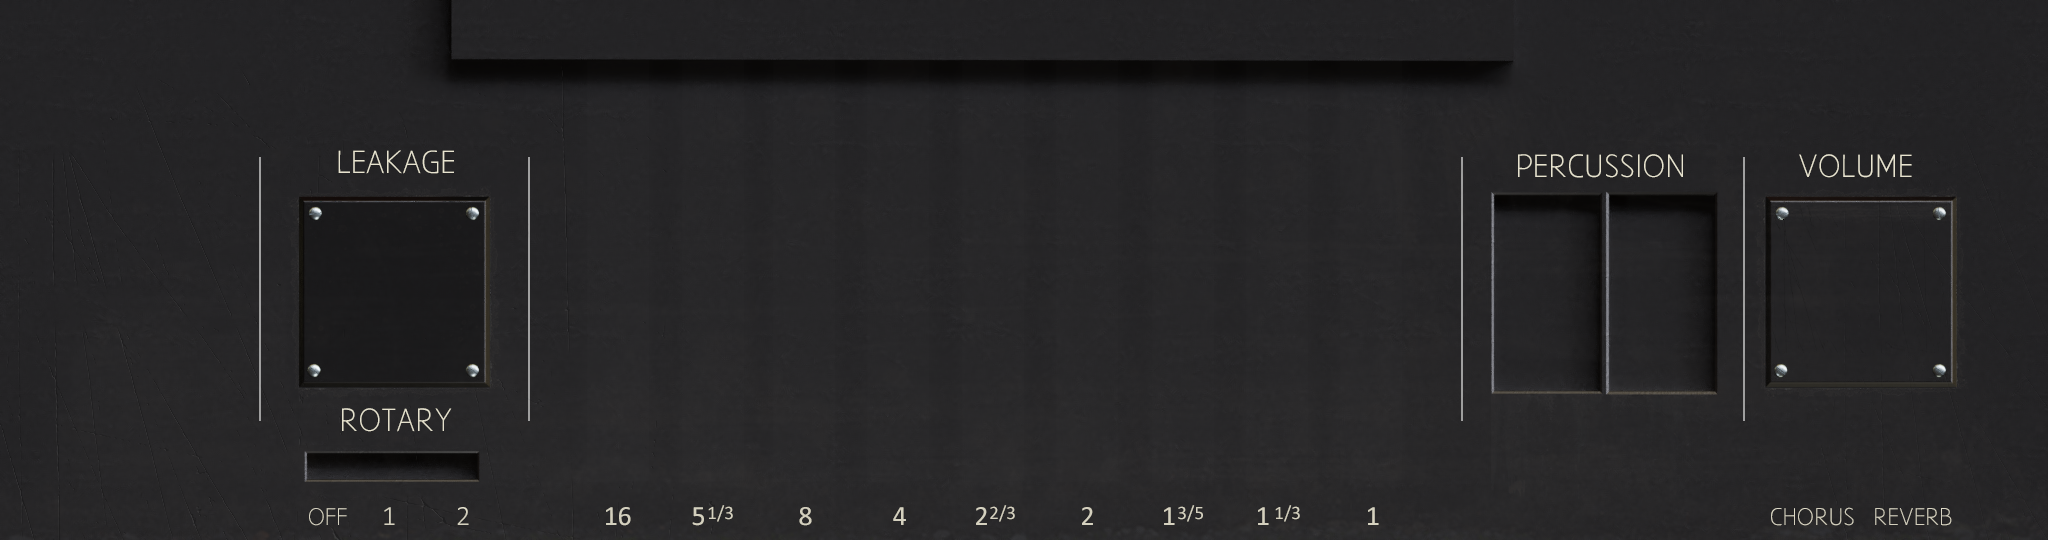 LEAKAGE
PERCUSSION
VOLUME
ROTARY
OFF 1 2
16 5 1/3 8 4 2 2/3 2 1 3/5 1 1/3 1
CHORUS REVERB